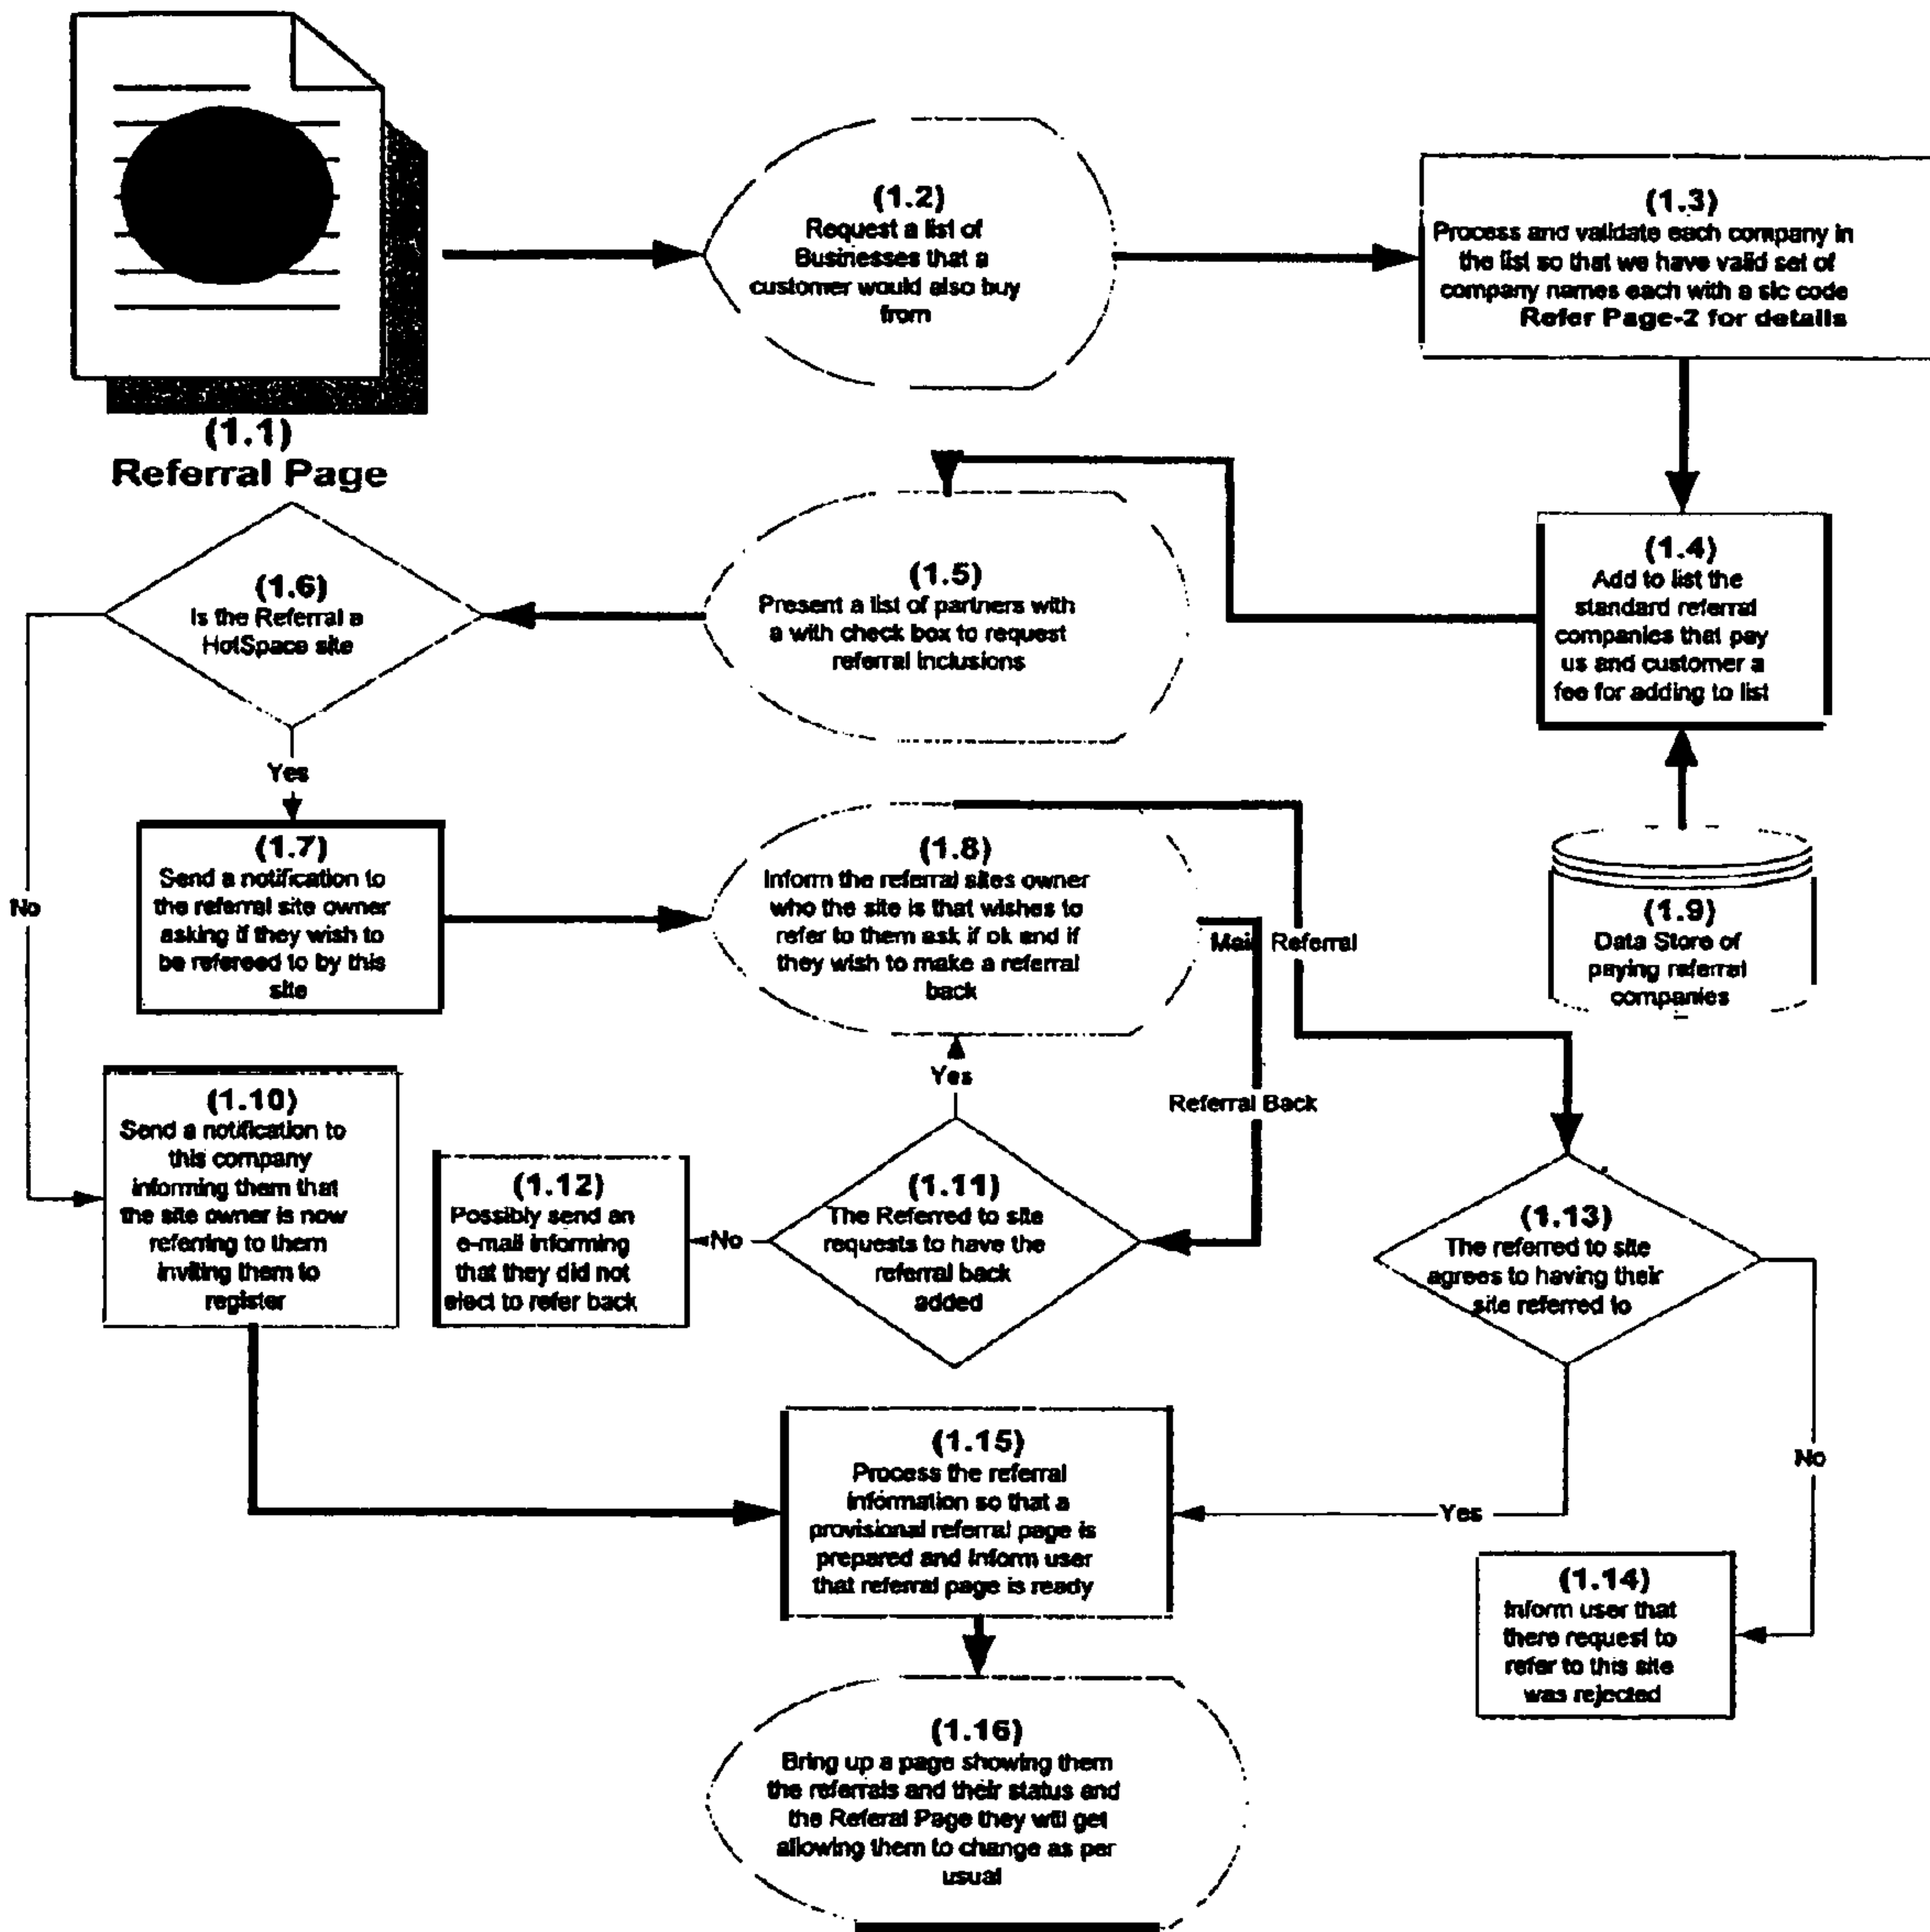 (1.1)
Referral Page
(1.2)
Request a list of
Businesses that a
customer would also buy
from
(1.3)
Process and validate each company in
the list so that we have valid set of
company names each with a sic code
Refer Page-2 for details
(1.4)
Add to list the
standard referral
companies that pay
us and customer a
fee for adding to list
(1.5)
Present a list of partners with
a with check box to request
referral inclusions
(1.6)
Is the Referral a
HotSpace site
Yes
No
(1.7)
Send a notification to
the referral site owner
asking if they wish to
be refereed to by this
site
(1.8)
Inform the referral sites owner
who the site is that wishes to
refer to them ask if ok and if
they wish to make a referral
back
Main Referral
Referral Back
(1.9)
Data Store of
paying referral
companies
(1.10)
Send a notification to
this company
informing them that
the site owner is now
referring to them
inviting them to
register
Yes
(1.11)
The Referred to site
requests to have the
referral back
added
No
(1.12)
Possibly send an
e-mail informing
that they did not
elect to refer back
(1.13)
The referred to site
agrees to having their
site referred to
No
Yes
(1.14)
Inform user that
there request to
refer to this site
was rejected
(1.15)
Process the referral
information so that a
provisional referral page is
prepared and inform user
that referral page is ready
(1.16)
Bring up a page showing them
the referrals and their status and
the Referal Page they will get
allowing them to change as per
usual